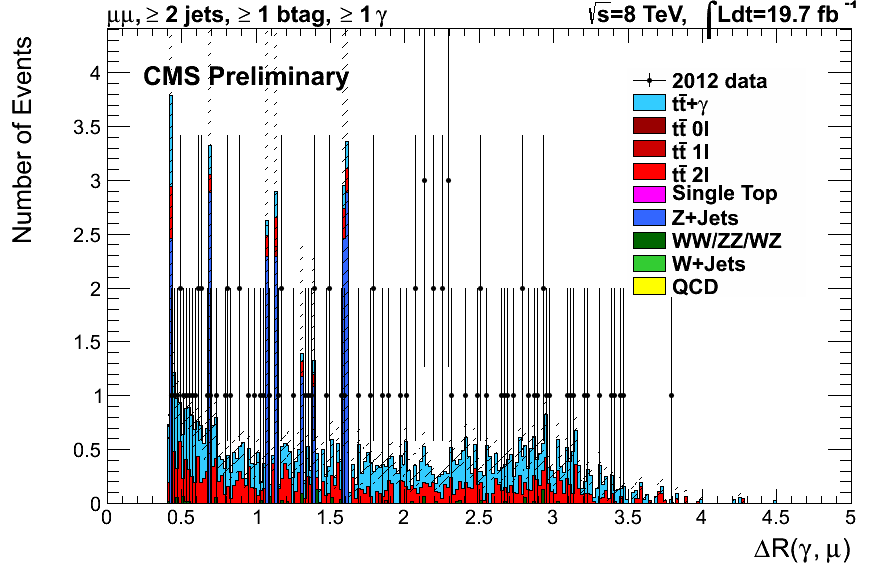 μμ, ≥ 2 jets, ≥ 1 btag, ≥ 1 γ
√s=8 TeV, ∫Ldt=19.7 fb⁻¹
CMS Preliminary
Number of Events
2012 data
tt̄+γ
tt̄ 0l
tt̄ 1l
tt̄ 2l
Single Top
Z+Jets
WW/ZZ/WZ
W+Jets
QCD
4
3.5
3
2.5
2
1.5
1
0.5
0
0 0.5 1 1.5 2 2.5 3 3.5 4 4.5 5
ΔR(γ, μ)